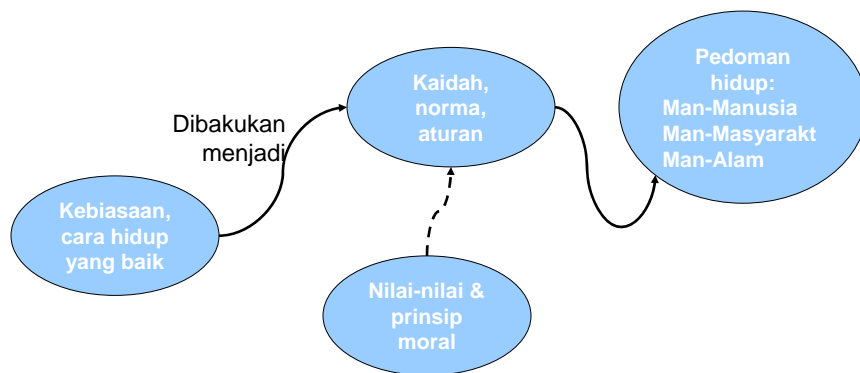 Kebiasaan,
cara hidup
yang baik
Dibakukan
menjadi
Kaidah,
norma,
aturan
Nilai-nilai &
prinsip
moral
Pedoman
hidup:
Man-Manusia
Man-Masyarakt
Man-Alam